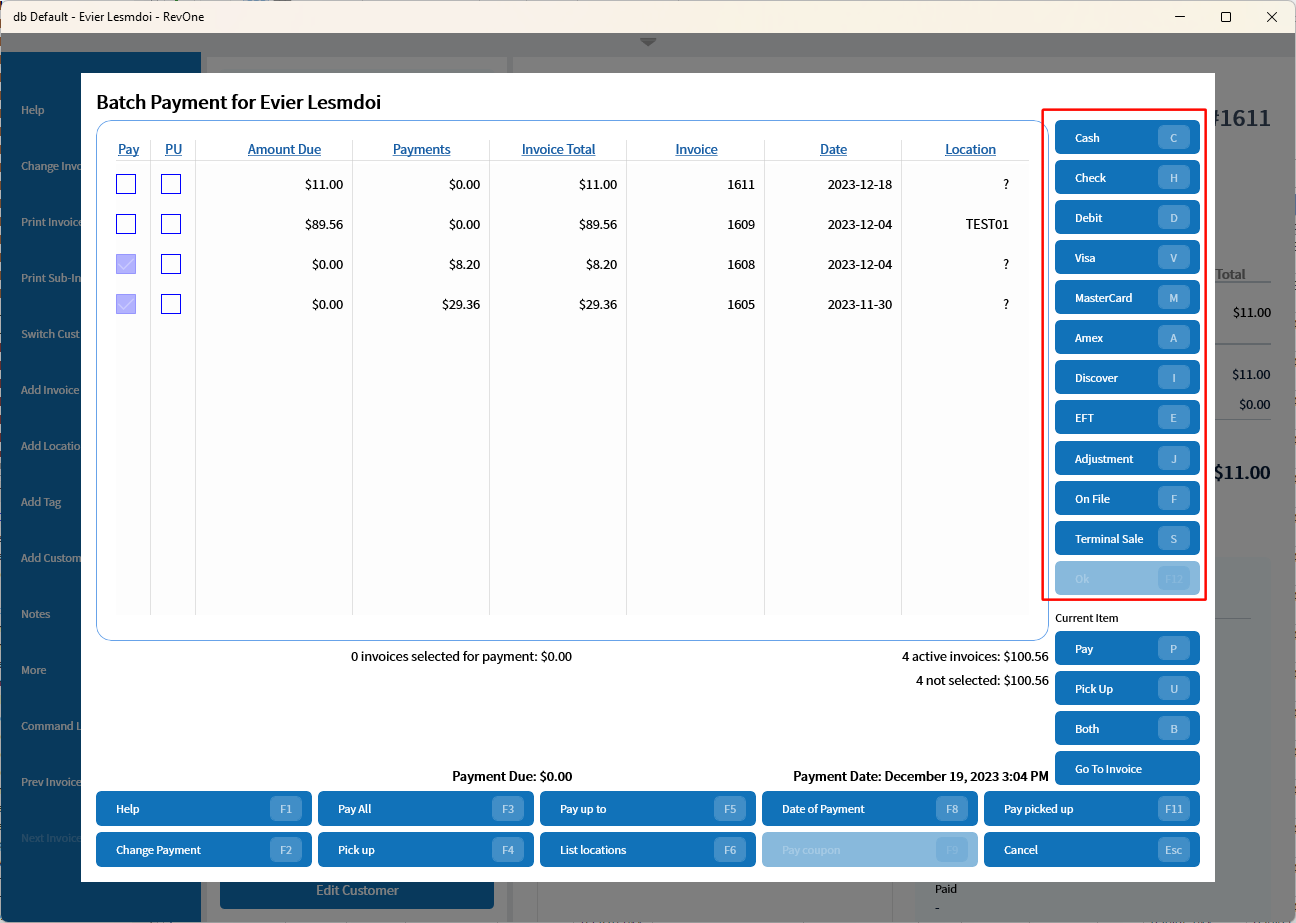 db Default - Evier Lesmdoi - RevOne
Help
Change Invo
Print Invoice
Print Sub-In
Switch Cust
Add Invoice
Add Locatio
Add Tag
Add Custom
Notes
More
Command L
Prev Invoice
Next Invoice
Batch Payment for Evier Lesmdoi
Pay PU Amount Due Payments Invoice Total Invoice Date Location
$11.00 $0.00 $11.00 1611 2023-12-18 ?
$89.56 $0.00 $89.56 1609 2023-12-04 TEST01
$0.00 $8.20 $8.20 1608 2023-12-04 ?
$0.00 $29.36 $29.36 1605 2023-11-30 ?
0 invoices selected for payment: $0.00
4 active invoices: $100.56
4 not selected: $100.56
Payment Due: $0.00
Payment Date: December 19, 2023 3:04 PM
Cash C
Check H
Debit D
Visa V
MasterCard M
Amex A
Discover I
EFT E
Adjustment J
On File F
Terminal Sale S
Ok F12
Current Item
Pay P
Pick Up U
Both B
Go To Invoice
Help F1 Pay All F3 Pay up to F5 Date of Payment F8 Pay picked up F11
Change Payment F2 Pick up F4 List locations F6 Pay coupon F9 Cancel Esc
#1611
Total
$11.00
$11.00
$0.00
$11.00
Edit Customer
Paid
-